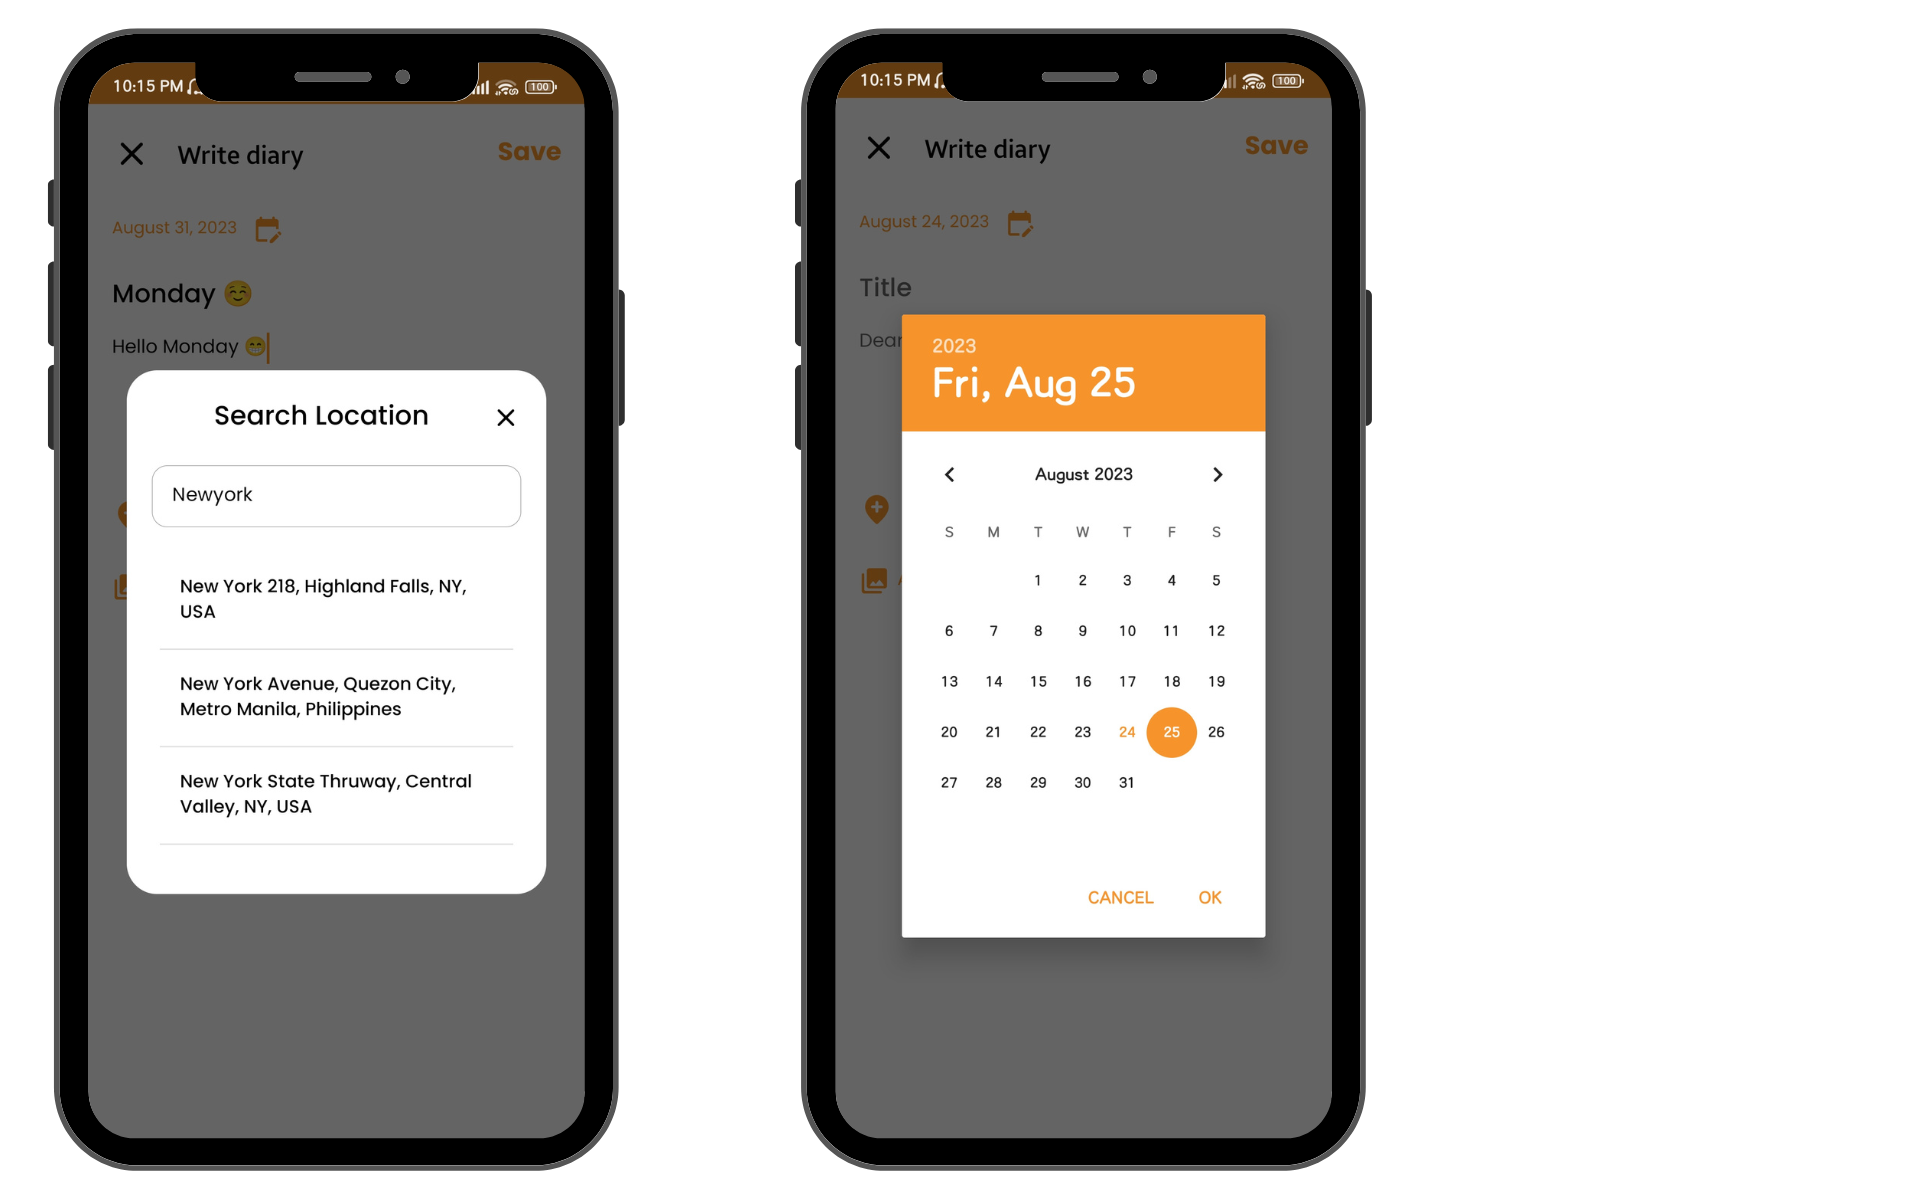 10:15 PM
100
Write diary
Save
August 31, 2023
Monday ☺️
Hello Monday 😁
Search Location
Newyork
New York 218, Highland Falls, NY,
USA
New York Avenue, Quezon City,
Metro Manila, Philippines
New York State Thruway, Central
Valley, NY, USA
10:15 PM
100
Write diary
Save
August 24, 2023
Title
Dear
2023
Fri, Aug 25
August 2023
S M T W T F S
1 2 3 4 5
6 7 8 9 10 11 12
13 14 15 16 17 18 19
20 21 22 23 24 25 26
27 28 29 30 31
CANCEL OK